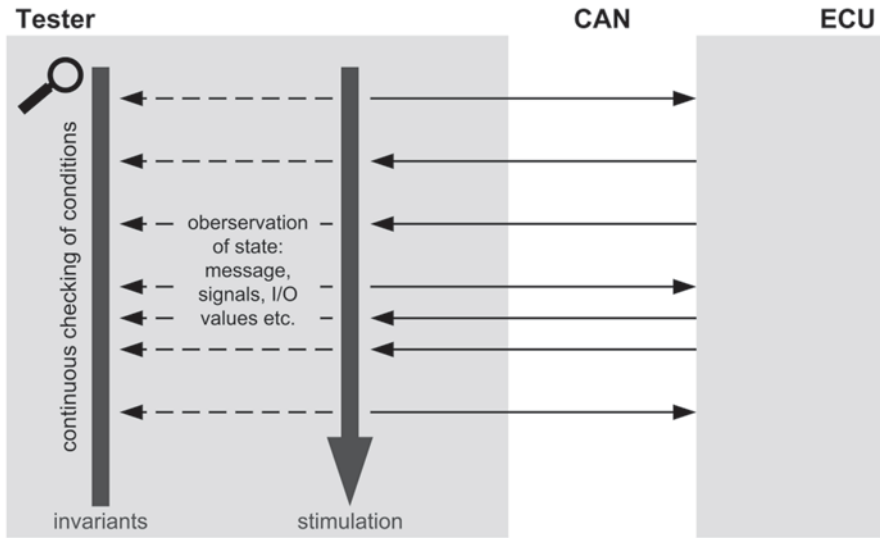 Tester
CAN
ECU
continuous checking of conditions
oberservation
of state:
message,
signals, I/O
values etc.
invariants
stimulation